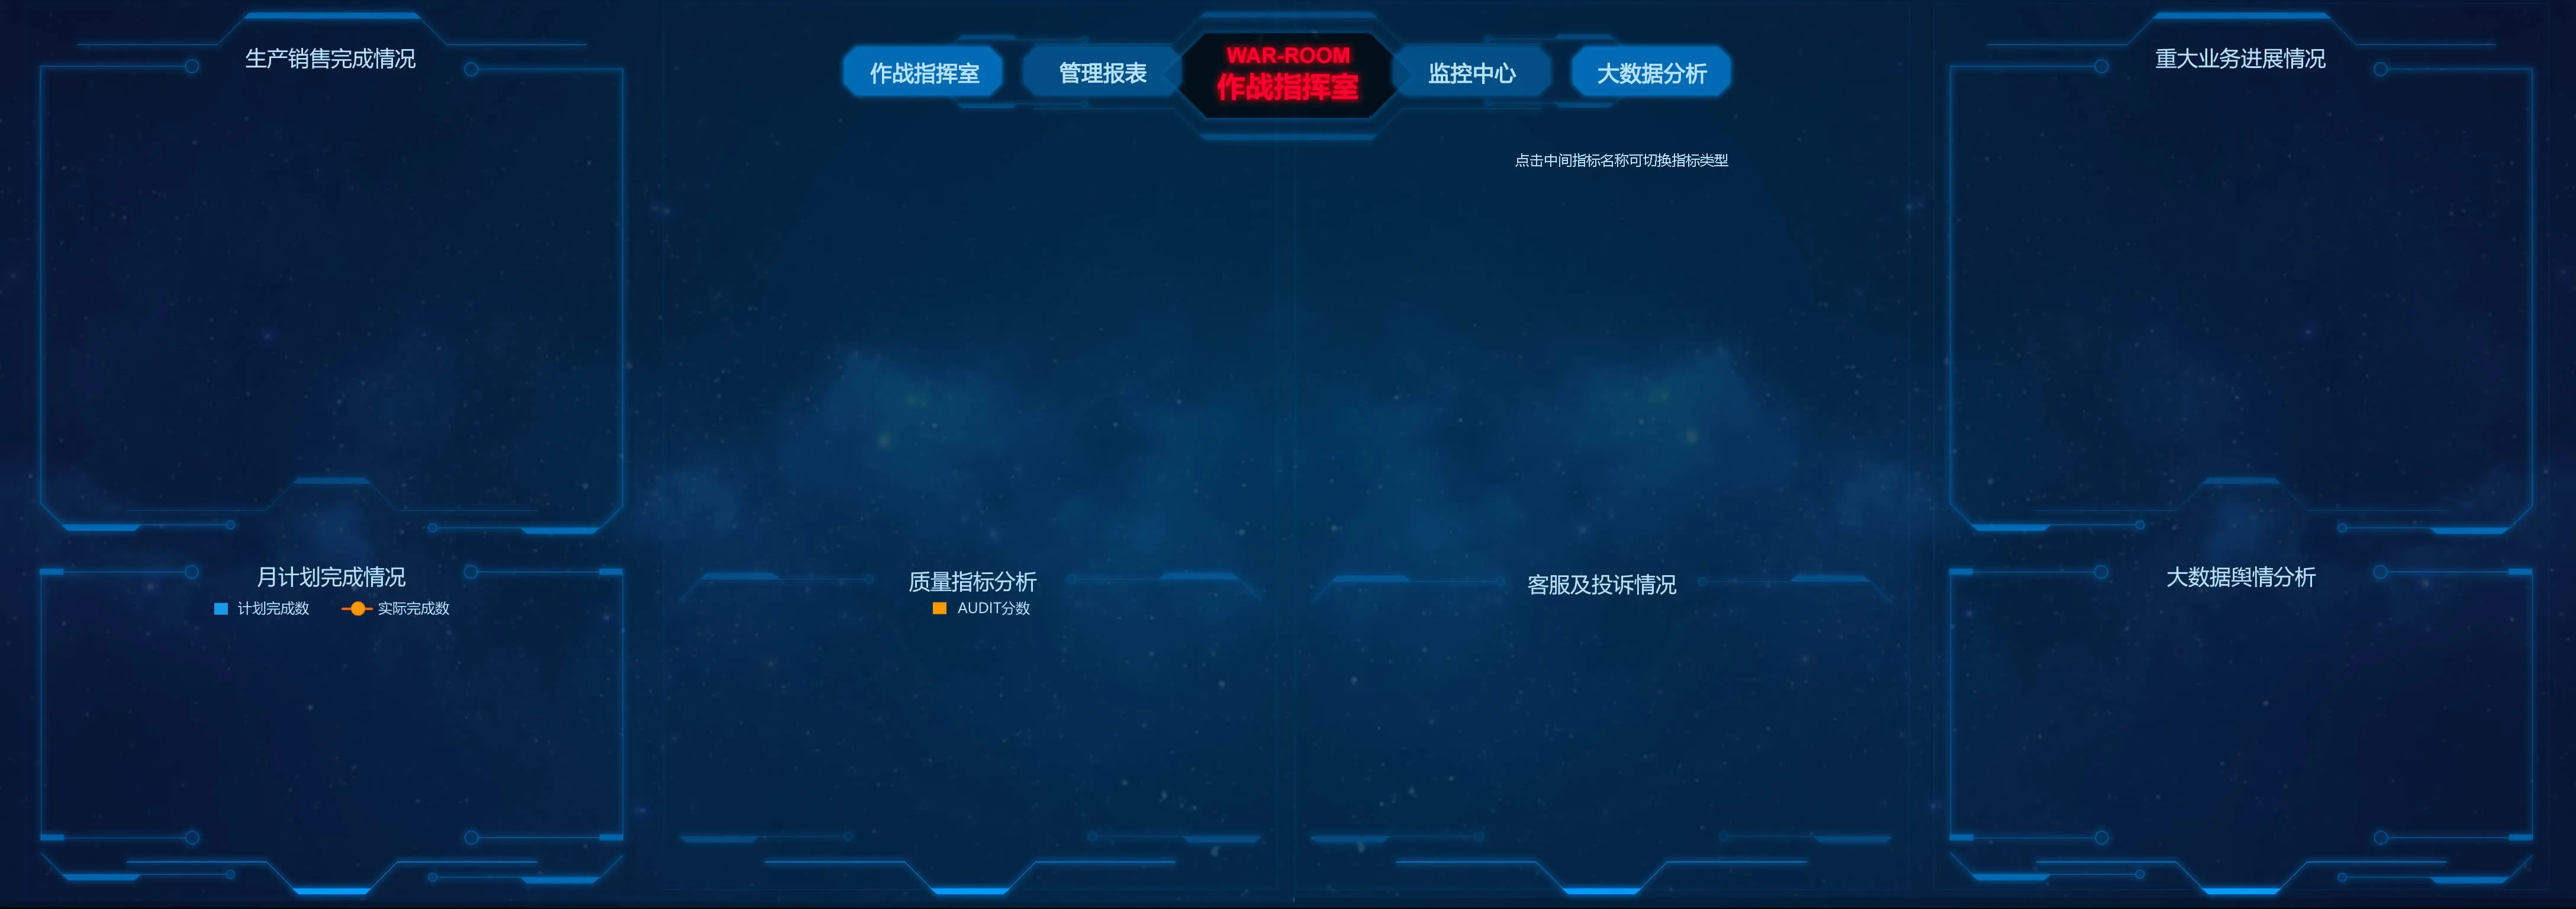 生产销售完成情况
作战指挥室
管理报表
WAR-ROOM
作战指挥室
监控中心
大数据分析
重大业务进展情况
点击中间指标名称可切换指标类型
月计划完成情况
计划完成数
实际完成数
质量指标分析
AUDIT分数
客服及投诉情况
大数据舆情分析